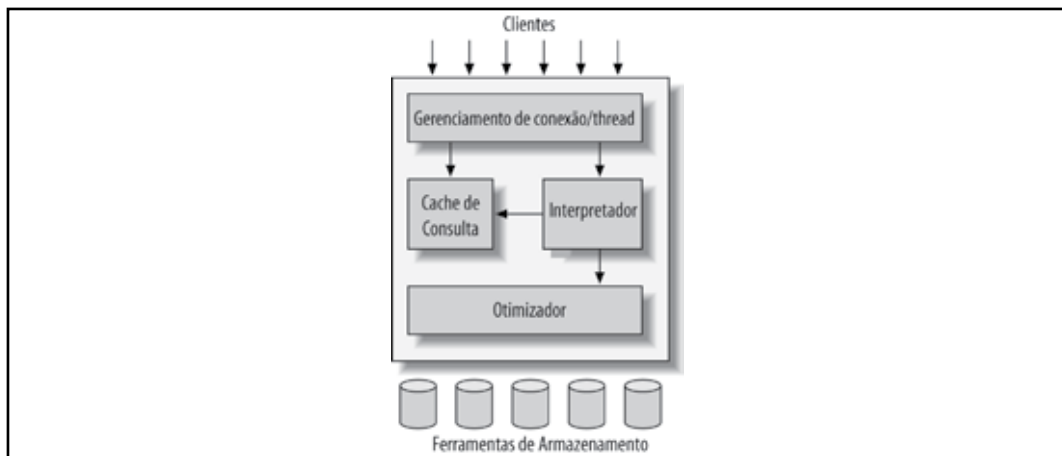 Clientes
Gerenciamento de conexão/thread
Cache de
Consulta
Interpretador
Otimizador
Ferramentas de Armazenamento